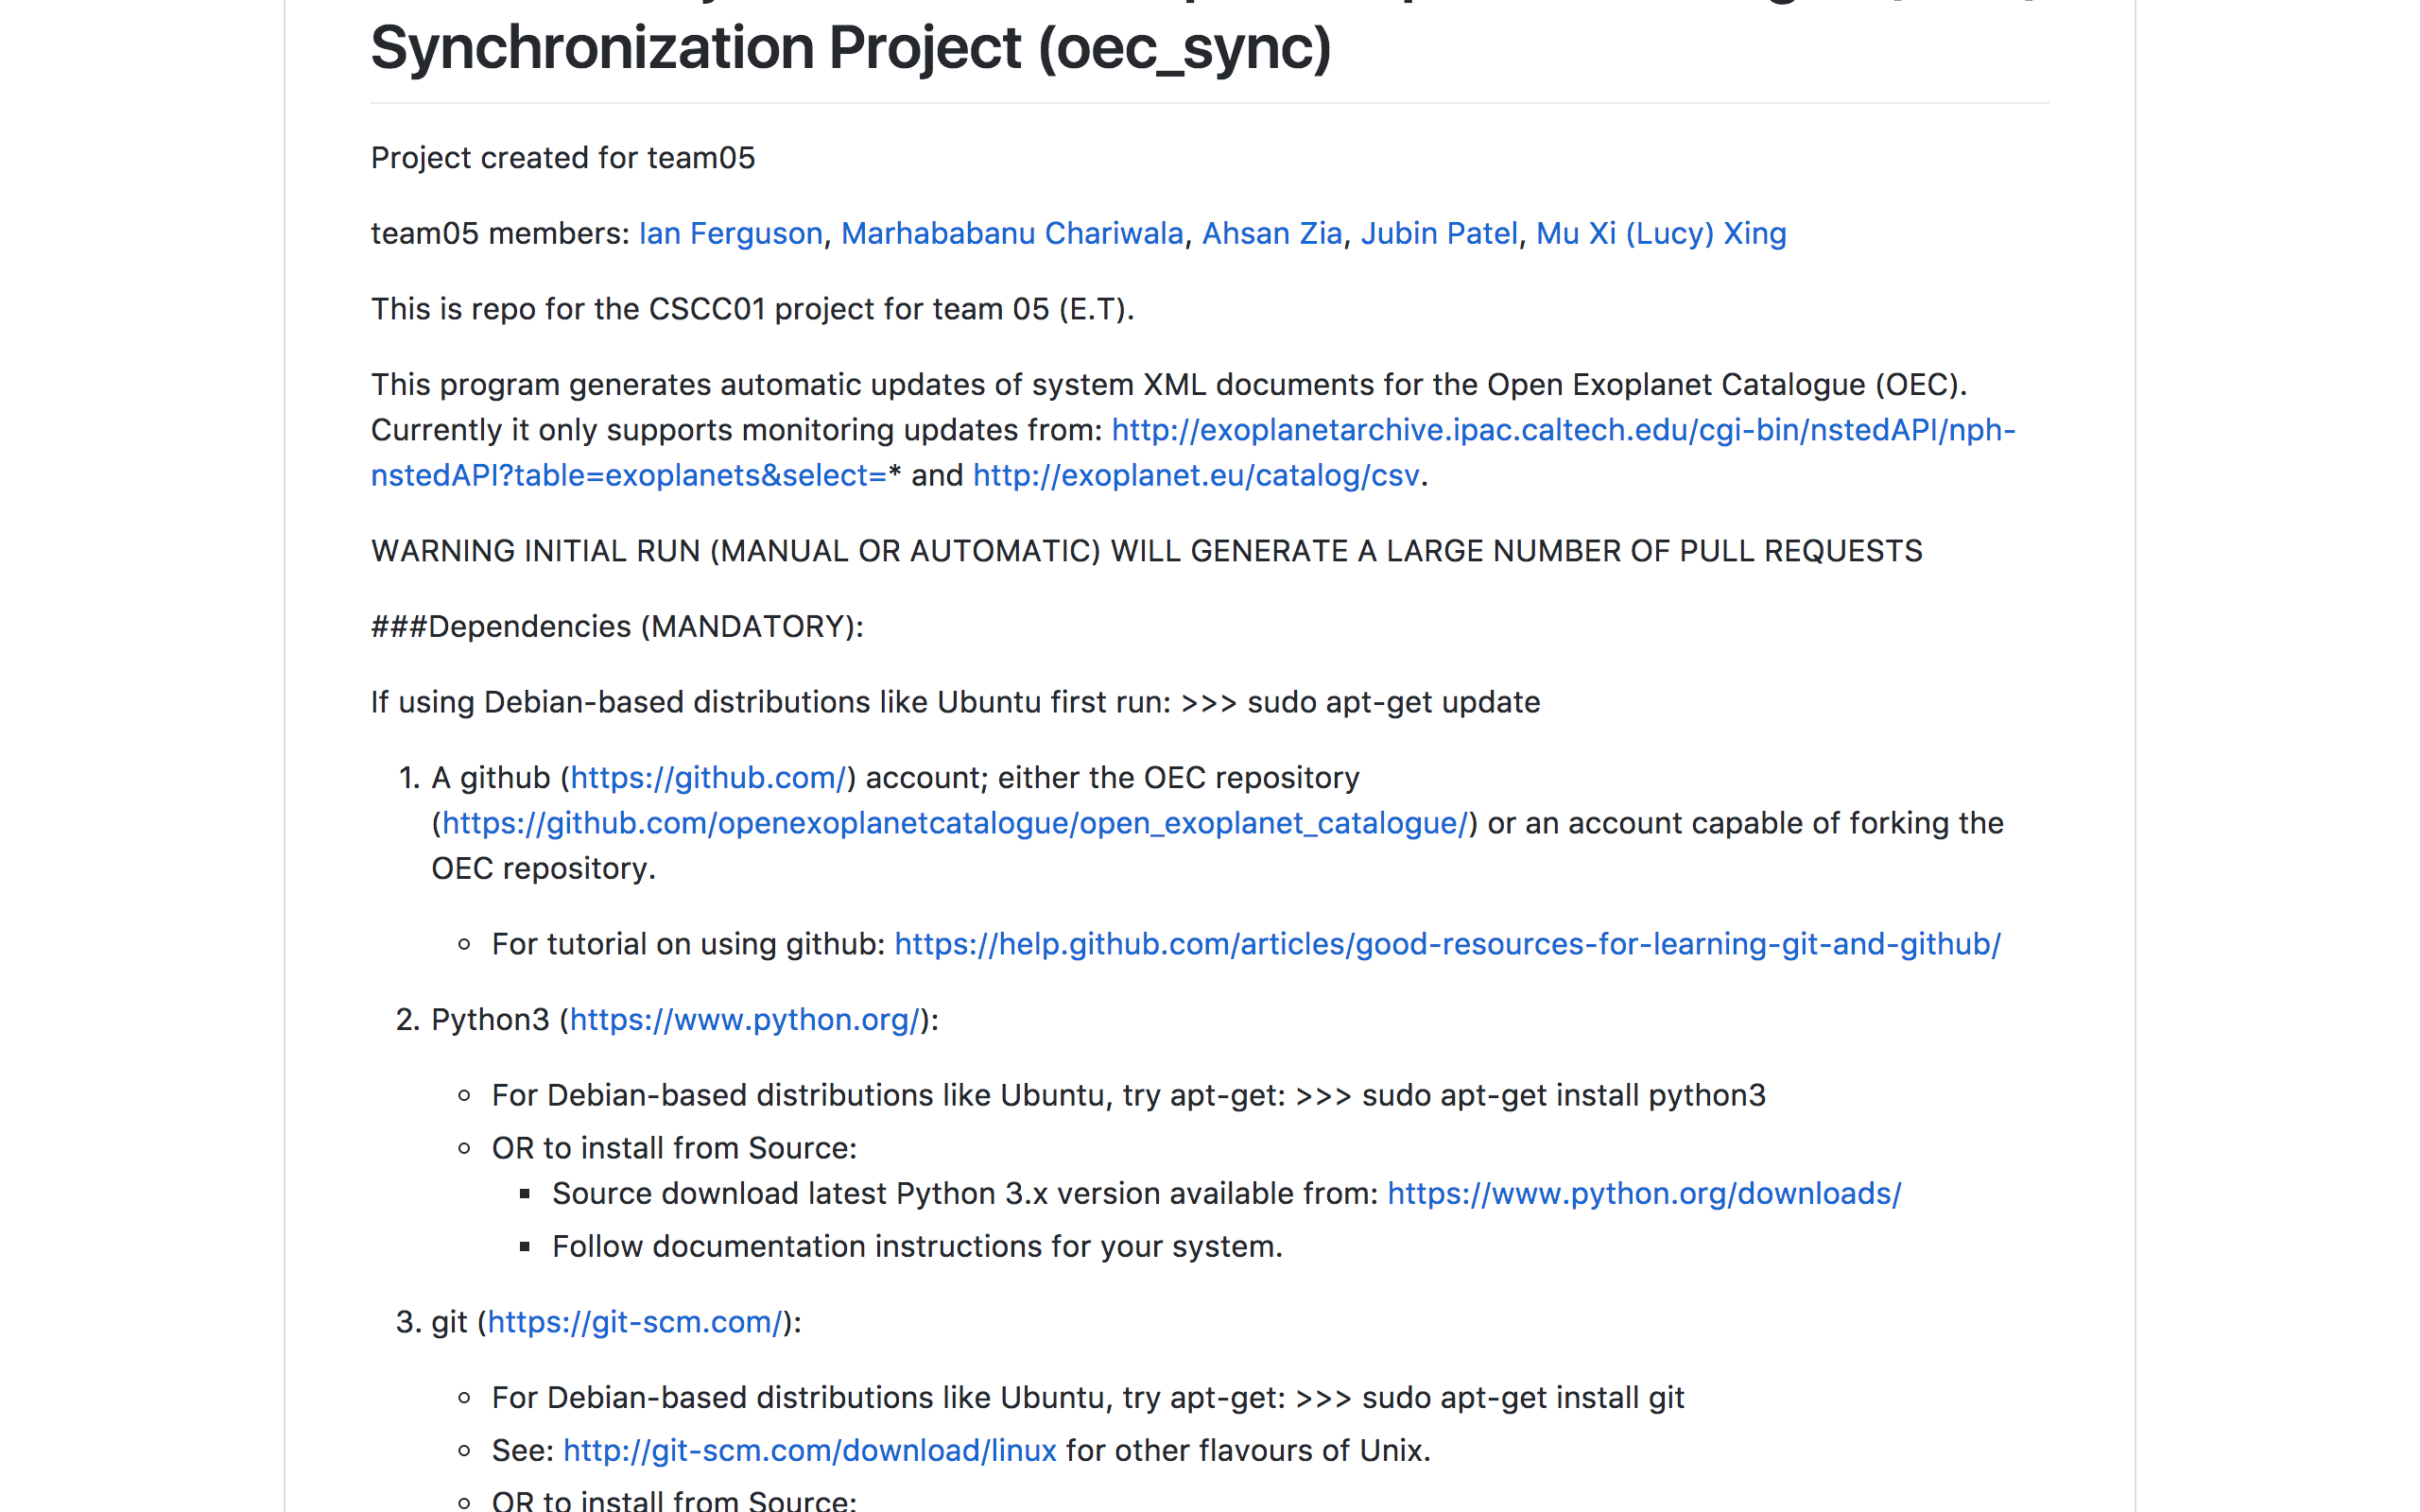 Synchronization Project (oec_sync)
Project created for team05
team05 members: Ian Ferguson, Marhababanu Chariwala, Ahsan Zia, Jubin Patel, Mu Xi (Lucy) Xing
This is repo for the CSCC01 project for team 05 (E.T).
This program generates automatic updates of system XML documents for the Open Exoplanet Catalogue (OEC).
Currently it only supports monitoring updates from: http://exoplanetarchive.ipac.caltech.edu/cgi-bin/nstedAPI/nph-
nstedAPI?table=exoplanets&select=* and http://exoplanet.eu/catalog/csv.
WARNING INITIAL RUN (MANUAL OR AUTOMATIC) WILL GENERATE A LARGE NUMBER OF PULL REQUESTS
###Dependencies (MANDATORY):
If using Debian-based distributions like Ubuntu first run: >>> sudo apt-get update
1. A github (https://github.com/) account; either the OEC repository
(https://github.com/openexoplanetcatalogue/open_exoplanet_catalogue/) or an account capable of forking the
OEC repository.
For tutorial on using github: https://help.github.com/articles/good-resources-for-learning-git-and-github/
2. Python3 (https://www.python.org/):
For Debian-based distributions like Ubuntu, try apt-get: >>> sudo apt-get install python3
OR to install from Source:
Source download latest Python 3.x version available from: https://www.python.org/downloads/
Follow documentation instructions for your system.
3. git (https://git-scm.com/):
For Debian-based distributions like Ubuntu, try apt-get: >>> sudo apt-get install git
See: http://git-scm.com/download/linux for other flavours of Unix.
OR to install from Source: